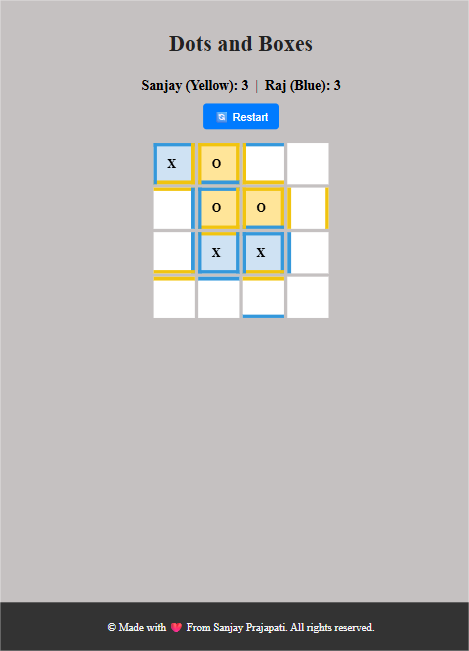 Dots and Boxes
Sanjay (Yellow): 3 | Raj (Blue): 3
🔄 Restart
X O
O O
X X
© Made with 💖 From Sanjay Prajapati. All rights reserved.